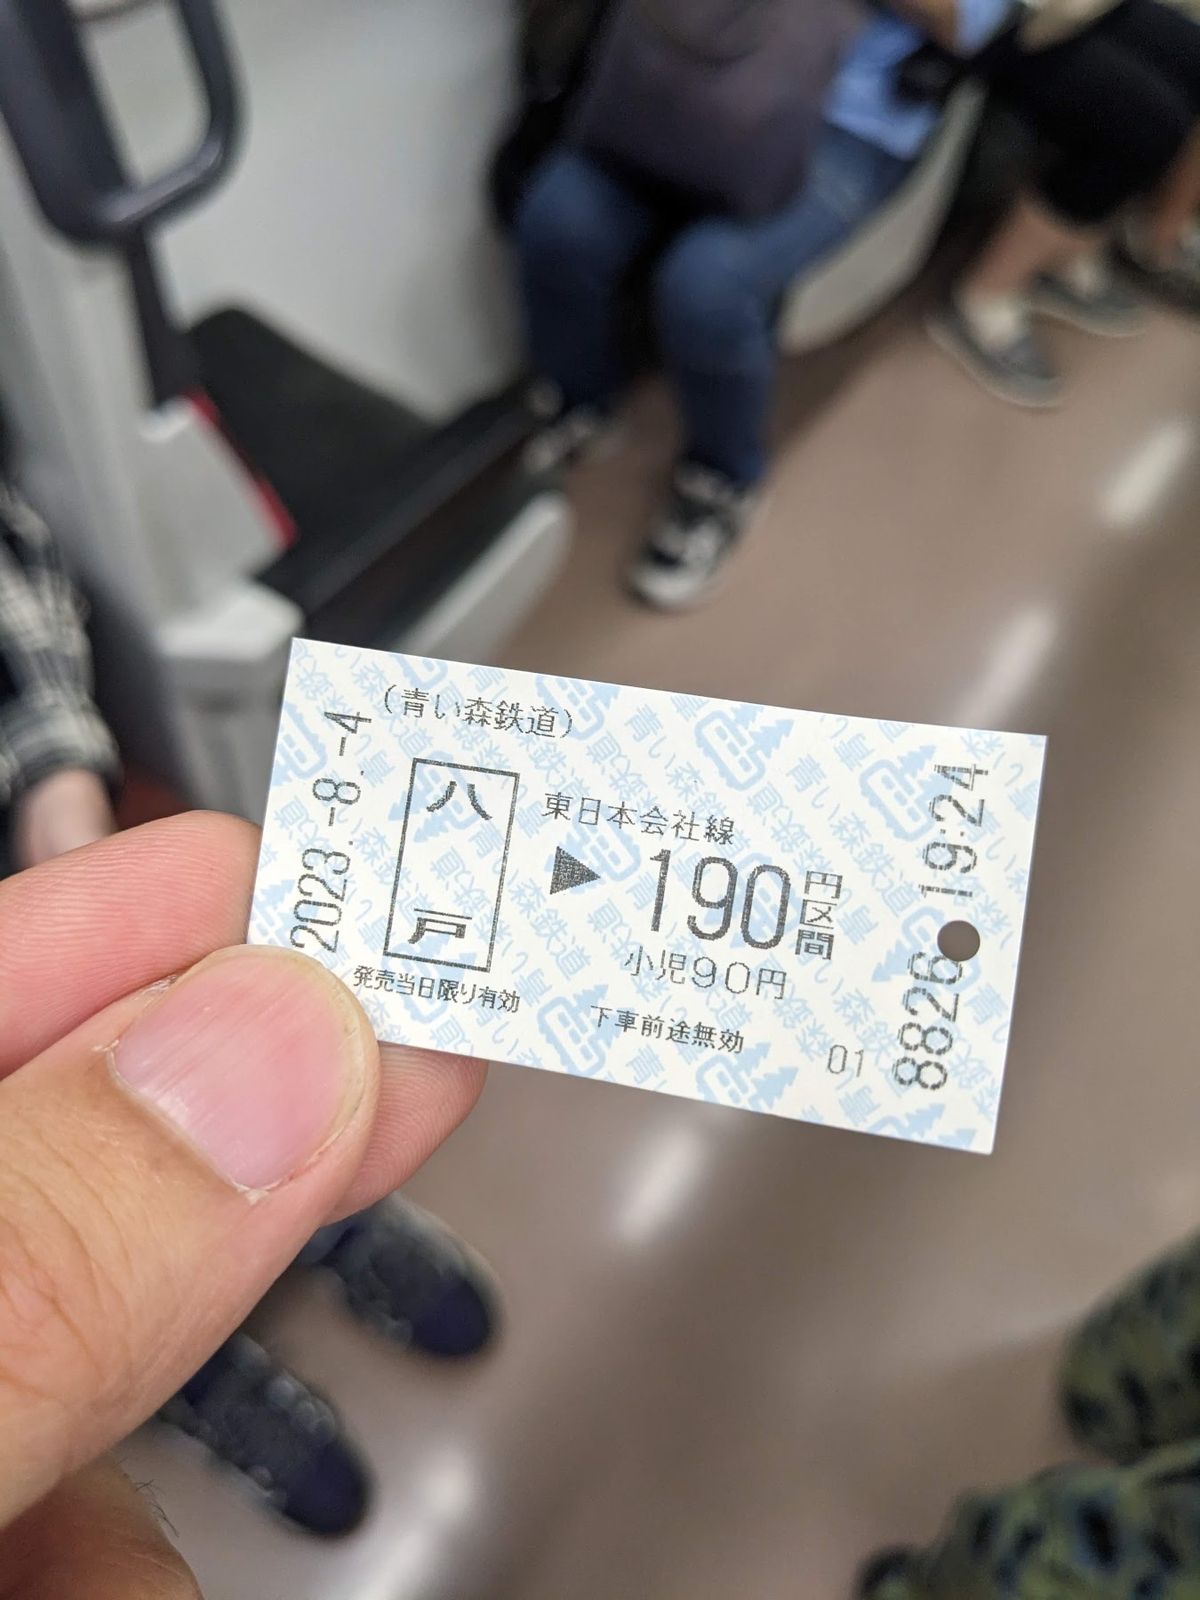 (青い森鉄道)
2023.-8.-4
八戸
東日本会社線
▶190円区間
小児90円
発売当日限り有効
下車前途無効
01
8826
19:24